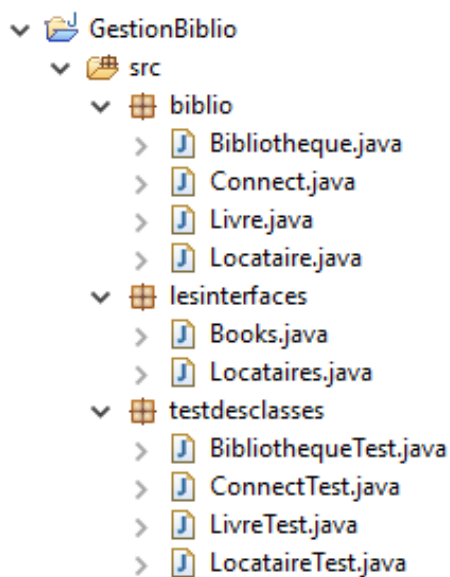 GestionBiblio
src
biblio
Bibliotheque.java
Connect.java
Livre.java
Locataire.java
lesinterfaces
Books.java
Locataires.java
testdesclasses
BibliothequeTest.java
ConnectTest.java
LivreTest.java
LocataireTest.java